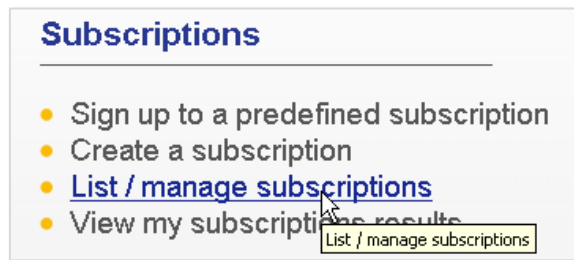 Subscriptions
Sign up to a predefined subscription
Create a subscription
List / manage subscriptions
View my subscriptions results
List / manage subscriptions